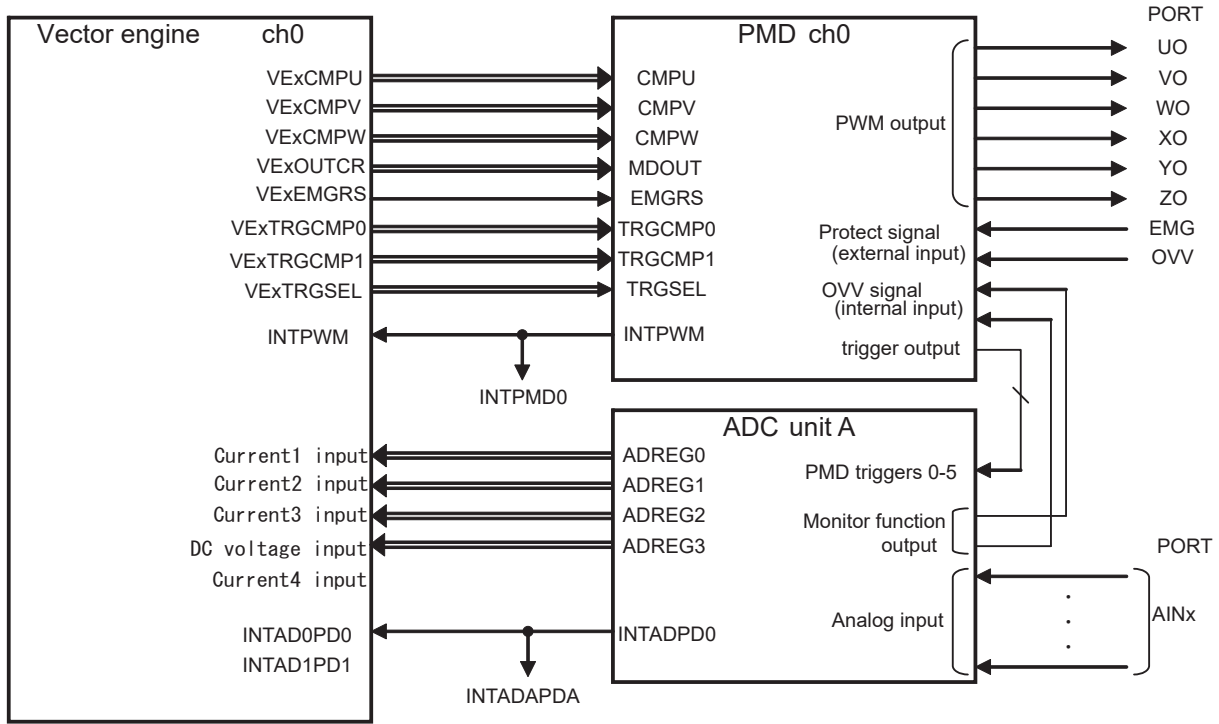 Vector engine ch0
VExCMPU
VExCMPV
VExCMPW
VExOUTCR
VExEMGRS
VExTRGCMP0
VExTRGCMP1
VExTRGSEL
INTPWM
Current1 input
Current2 input
Current3 input
DC voltage input
Current4 input
INTAD0PD0
INTAD1PD1
INTPMD0
INTADAPDA
PMD ch0
CMPU
CMPV
CMPW
MDOUT
EMGRS
TRGCMP0
TRGCMP1
TRGSEL
INTPWM
PWM output
Protect signal
(external input)
OVV signal
(internal input)
trigger output
PORT
UO
VO
WO
XO
YO
ZO
EMG
OVV
ADC unit A
ADREG0
ADREG1
ADREG2
ADREG3
INTADPD0
PMD triggers 0-5
Monitor function
output
Analog input
PORT
AINx